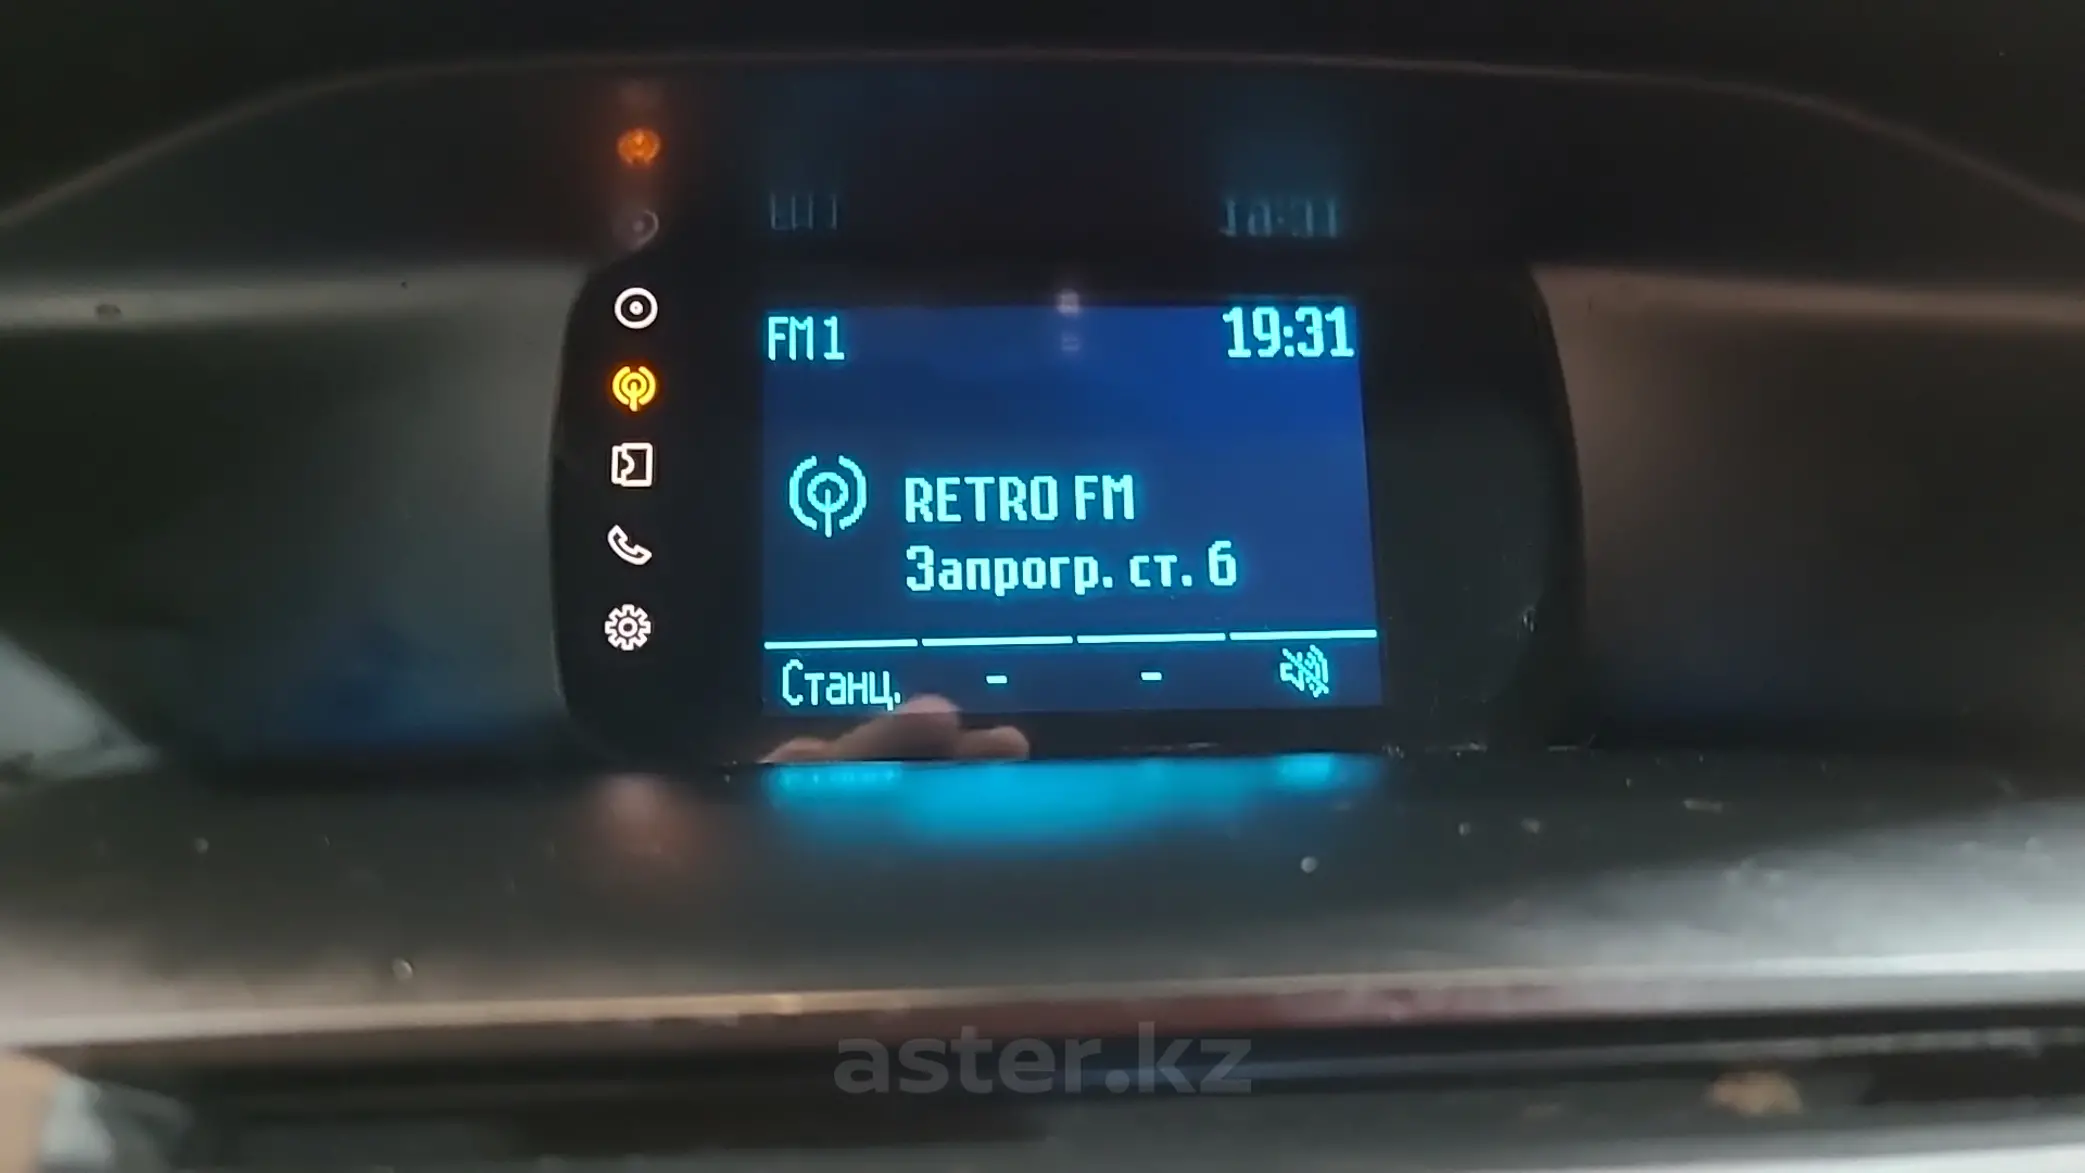 FM1
19:31
RETRO FM
Запрогр. ст. 6
Станц. - -
aster.kz